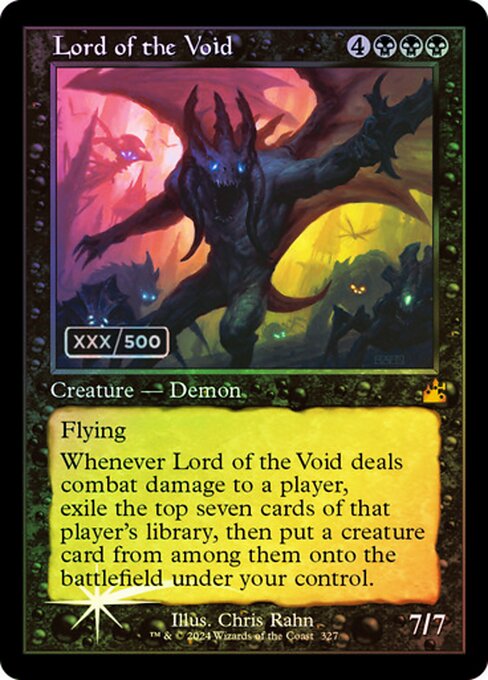 Lord of the Void 4
XXX/500
Creature — Demon
Flying
Whenever Lord of the Void deals
combat damage to a player,
exile the top seven cards of that
player's library, then put a creature
card from among them onto the
battlefield under your control.
Illus. Chris Rahn
™ & © 2024 Wizards of the Coast 327
7/7